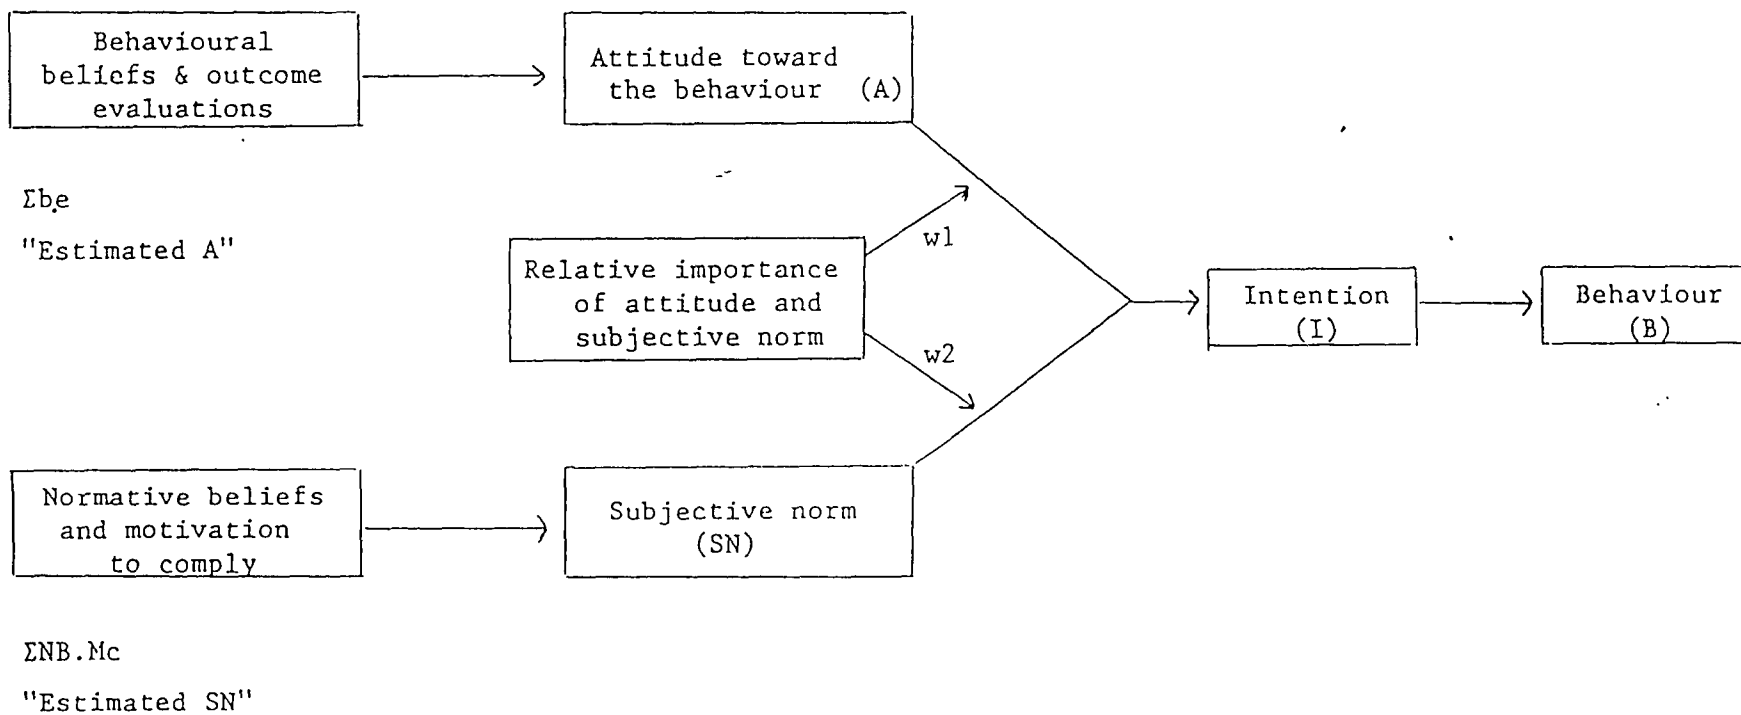 Behavioural
beliefs & outcome
evaluations
Attitude toward
the behaviour (A)
Σb.e
"Estimated A"
Relative importance
of attitude and
subjective norm
w1
w2
Intention
(I)
Behaviour
(B)
Normative beliefs
and motivation
to comply
Subjective norm
(SN)
ΣNB.Mc
"Estimated SN"